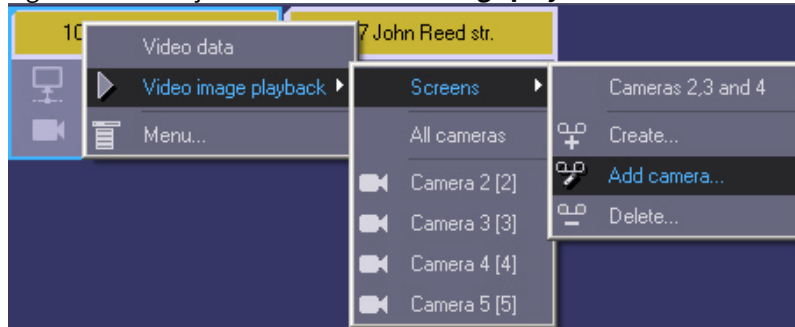 10
7 John Reed str.
Video data
Video image playback
Menu...
Screens
All cameras
Camera 2 [2]
Camera 3 [3]
Camera 4 [4]
Camera 5 [5]
Cameras 2,3 and 4
Create...
Add camera...
Delete...